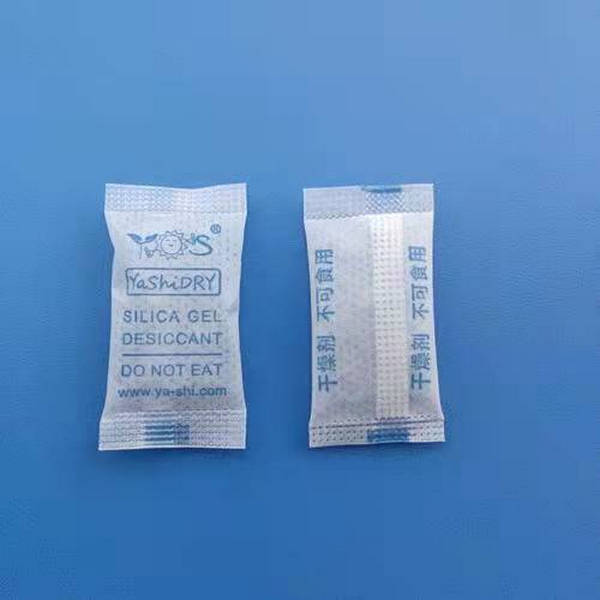 YaShiDRY
SILICA GEL
DESICCANT
DO NOT EAT
www.ya-shi.com
干燥剂 不可食用
干燥剂 不可食用